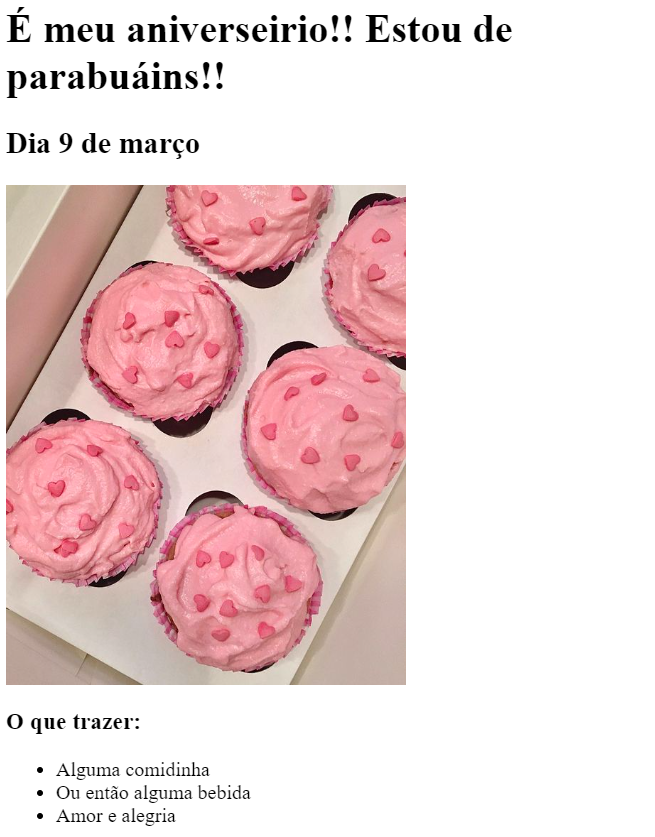 É meu aniverseirio!! Estou de
parabuáins!!
Dia 9 de março
O que trazer:
Alguma comidinha
Ou então alguma bebida
Amor e alegria